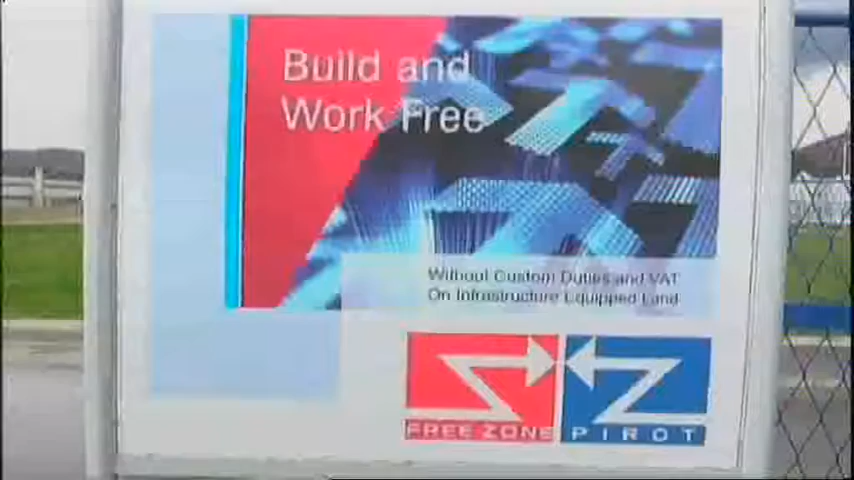 Build and
Work Free
Without Custom Duties and VAT
On Infrastructure Equipped Land
FREE ZONE PIROT